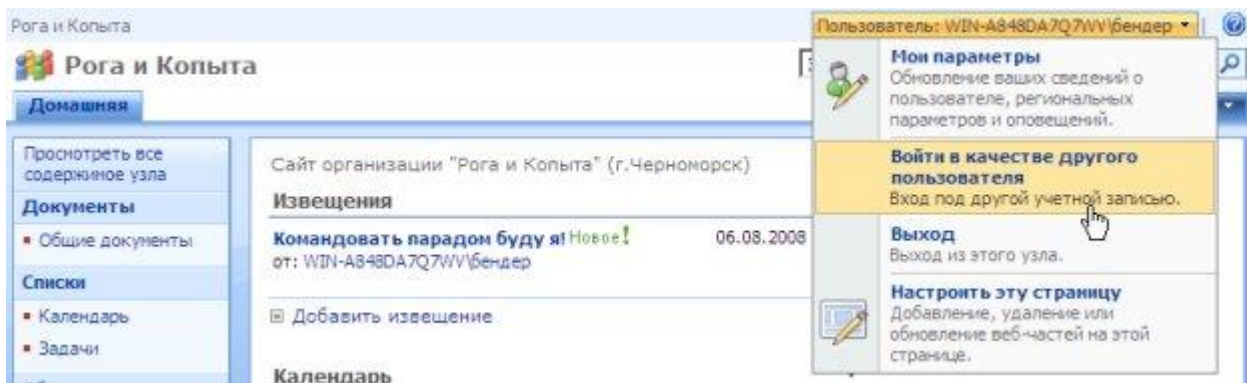 Рога и Копыта
Пользователь: WIN-A848DA7Q7WV\бендер
Рога и Копыта
Домашняя
Просмотреть все
содержимое узла
Документы
Общие документы
Списки
Календарь
Задачи
Сайт организации "Рога и Копыта" (г.Черноморск)
Извещения
Командовать парадом буду я! Новое!
06.08.2008
от: WIN-A848DA7Q7WV\бендер
Добавить извещение
Календарь
Мои параметры
Обновление ваших сведений о
пользователе, региональных
параметров и оповещений.
Войти в качестве другого
пользователя
Вход под другой учетной записью.
Выход
Выход из этого узла.
Настроить эту страницу
Добавление, удаление или
обновление веб-частей на этой
странице.